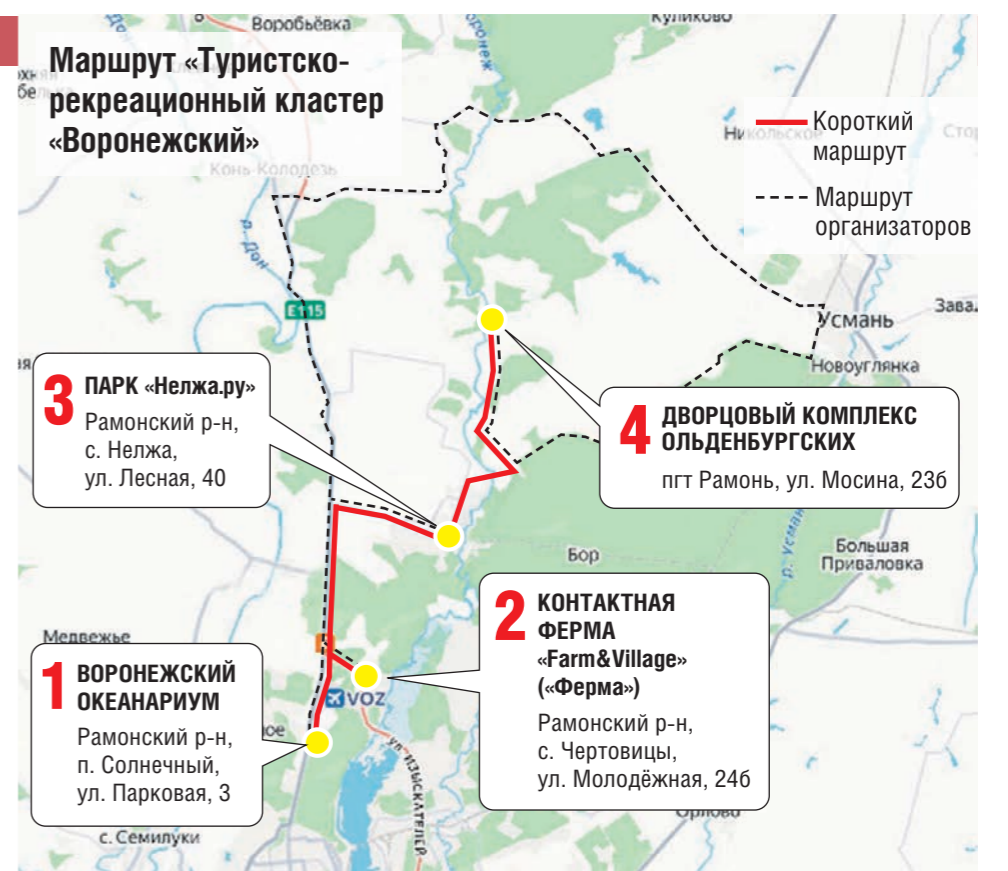 Воробьёвка
Куликово
Маршрут «Туристско-
рекреационный кластер
«Воронежский»
Короткий
маршрут
Маршрут
организаторов
Никольское
Конь-Колодезь
р. Дон
E115
Усмань
Новоуглянка
3
ПАРК «Нелжа.ру»
Рамонский р-н,
с. Нелжа,
ул. Лесная, 40
4
ДВОРЦОВЫЙ КОМПЛЕКС
ОЛЬДЕНБУРГСКИХ
пгт Рамонь, ул. Мосина, 23б
Бор
р. Усмань
Большая
Приваловка
Медвежье
2
КОНТАКТНАЯ
ФЕРМА
«Farm&Village»
(«Ферма»)
Рамонский р-н,
с. Чертовицы,
ул. Молодёжная, 24б
1
ВОРОНЕЖСКИЙ
ОКЕАНАРИУМ
Рамонский р-н,
п. Солнечный,
ул. Парковая, 3
VOZ
ул. ИЗЫСКАТЕЛЕЙ
с. Семилуки
Орлово